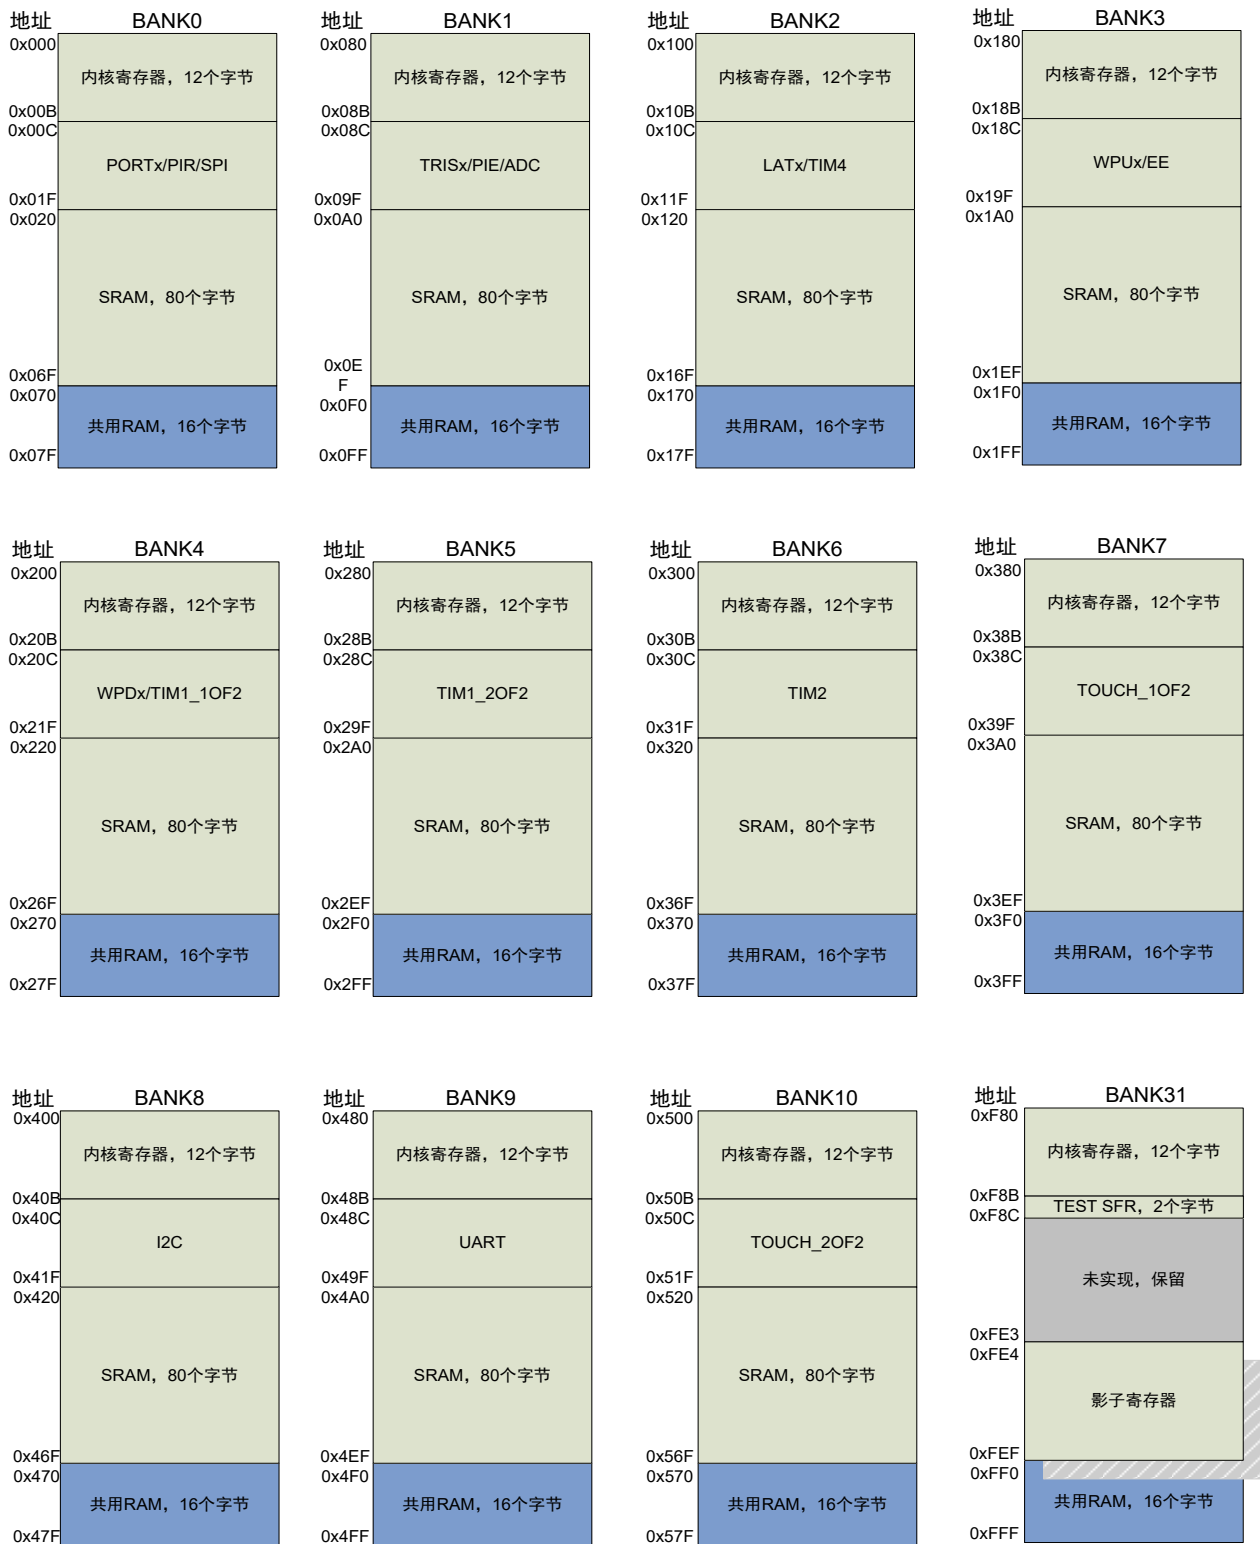 地址 BANK0
0x000
内核寄存器，12个字节
0x00B
0x00C
PORTx/PIR/SPI
0x01F
0x020
SRAM，80个字节
0x06F
0x070
共用RAM，16个字节
0x07F
地址 BANK1
0x080
内核寄存器，12个字节
0x08B
0x08C
TRISx/PIE/ADC
0x09F
0x0A0
SRAM，80个字节
0x0E
F
0x0F0
共用RAM，16个字节
0x0FF
地址 BANK2
0x100
内核寄存器，12个字节
0x10B
0x10C
LATx/TIM4
0x11F
0x120
SRAM，80个字节
0x16F
0x170
共用RAM，16个字节
0x17F
地址 BANK3
0x180
内核寄存器，12个字节
0x18B
0x18C
WPUx/EE
0x19F
0x1A0
SRAM，80个字节
0x1EF
0x1F0
共用RAM，16个字节
0x1FF
地址 BANK4
0x200
内核寄存器，12个字节
0x20B
0x20C
WPDx/TIM1_1OF2
0x21F
0x220
SRAM，80个字节
0x26F
0x270
共用RAM，16个字节
0x27F
地址 BANK5
0x280
内核寄存器，12个字节
0x28B
0x28C
TIM1_2OF2
0x29F
0x2A0
SRAM，80个字节
0x2EF
0x2F0
共用RAM，16个字节
0x2FF
地址 BANK6
0x300
内核寄存器，12个字节
0x30B
0x30C
TIM2
0x31F
0x320
SRAM，80个字节
0x36F
0x370
共用RAM，16个字节
0x37F
地址 BANK7
0x380
内核寄存器，12个字节
0x38B
0x38C
TOUCH_1OF2
0x39F
0x3A0
SRAM，80个字节
0x3EF
0x3F0
共用RAM，16个字节
0x3FF
地址 BANK8
0x400
内核寄存器，12个字节
0x40B
0x40C
I2C
0x41F
0x420
SRAM，80个字节
0x46F
0x470
共用RAM，16个字节
0x47F
地址 BANK9
0x480
内核寄存器，12个字节
0x48B
0x48C
UART
0x49F
0x4A0
SRAM，80个字节
0x4EF
0x4F0
共用RAM，16个字节
0x4FF
地址 BANK10
0x500
内核寄存器，12个字节
0x50B
0x50C
TOUCH_2OF2
0x51F
0x520
SRAM，80个字节
0x56F
0x570
共用RAM，16个字节
0x57F
地址 BANK31
0xF80
内核寄存器，12个字节
0xF8B
TEST SFR，2个字节
0xF8C
未实现，保留
0xFE3
0xFE4
影子寄存器
0xFEF
0xFF0
共用RAM，16个字节
0xFFF